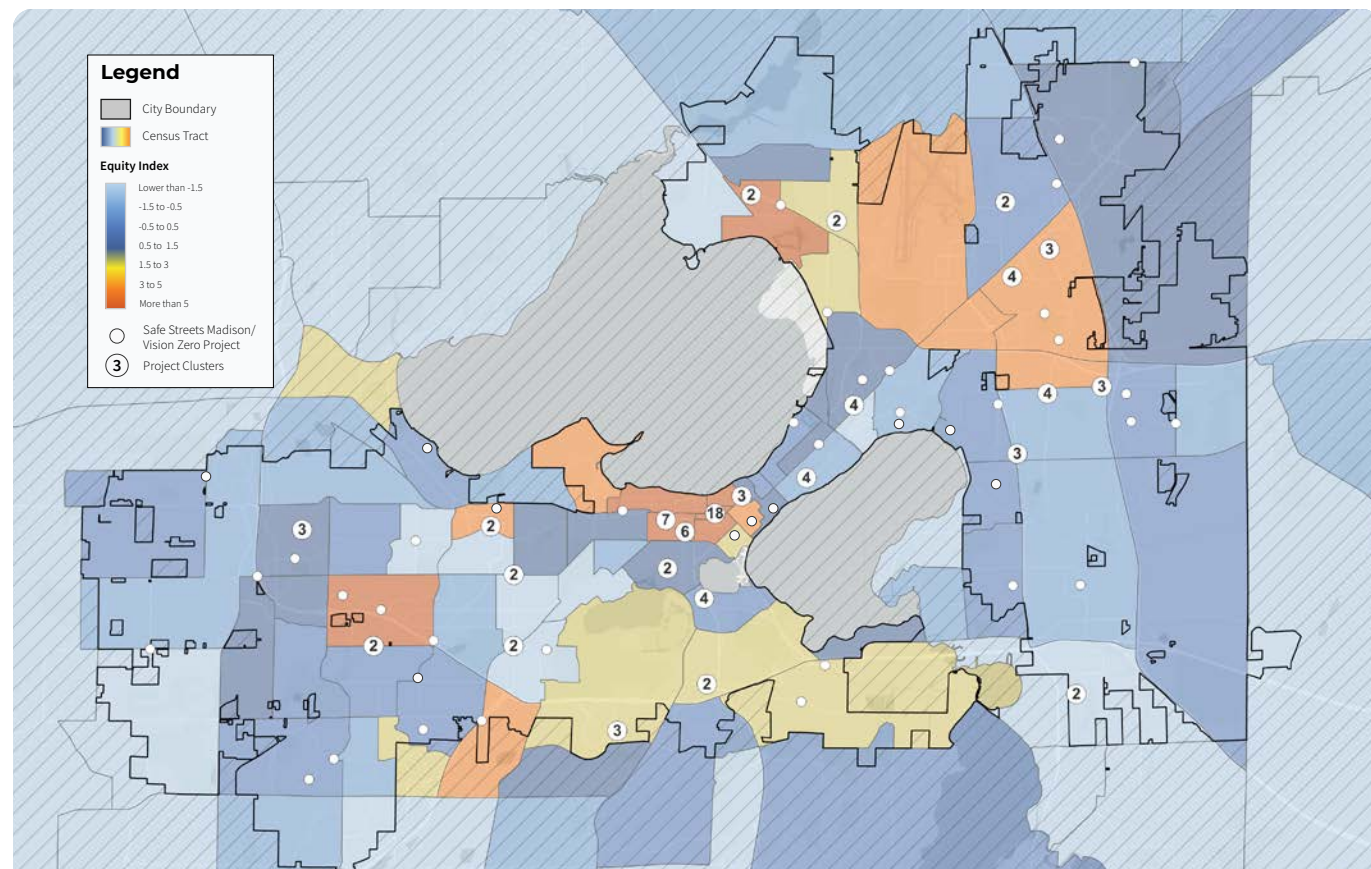 Legend
City Boundary
Census Tract
Equity Index
Lower than -1.5
-1.5 to -0.5
-0.5 to 0.5
0.5 to 1.5
1.5 to 3
3 to 5
More than 5
Safe Streets Madison/
Vision Zero Project
3 Project Clusters
2
2
2
3
4
4
3
4
3
4
3
18
7
6
2
3
2
2
4
2
2
2
2
3